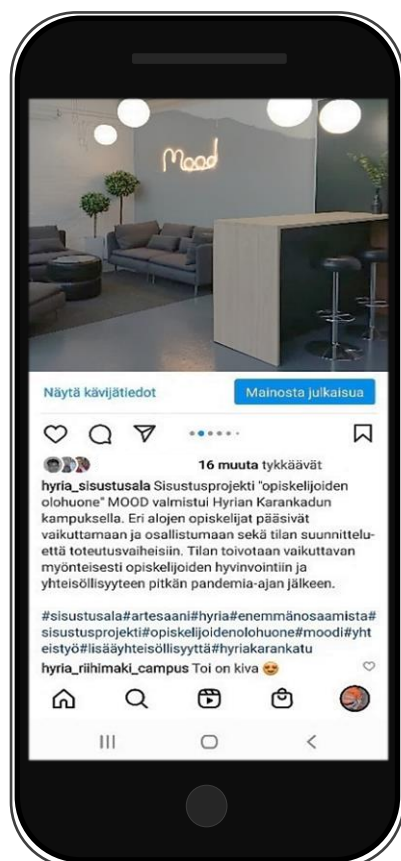 Mood
Näytä kävijätiedot
Mainosta julkaisua
16 muuta tykkäävät
hyria_sisustusala Sisustusprojekti "opiskelijoiden
olohuone" MOOD valmistui Hyrian Karankadun
kampuksella. Eri alojen opiskelijat pääsivät
vaikuttamaan ja osallistumaan sekä tilan suunnittelu-
että toteutusvaiheisiin. Tilan toivotaan vaikuttavan
myönteisesti opiskelijoiden hyvinvointiin ja
yhteisöllisyyteen pitkän pandemia-ajan jälkeen.
#sisustusala#artesaani#hyria#enemmänosaamista#
sisustusprojekti#opiskelijoidenolohuone#moodi#yht
eistyö#lisääyhteisöllisyyttä#hyriakarankatu
hyria_riihimaki_campus Toi on kiva 😍